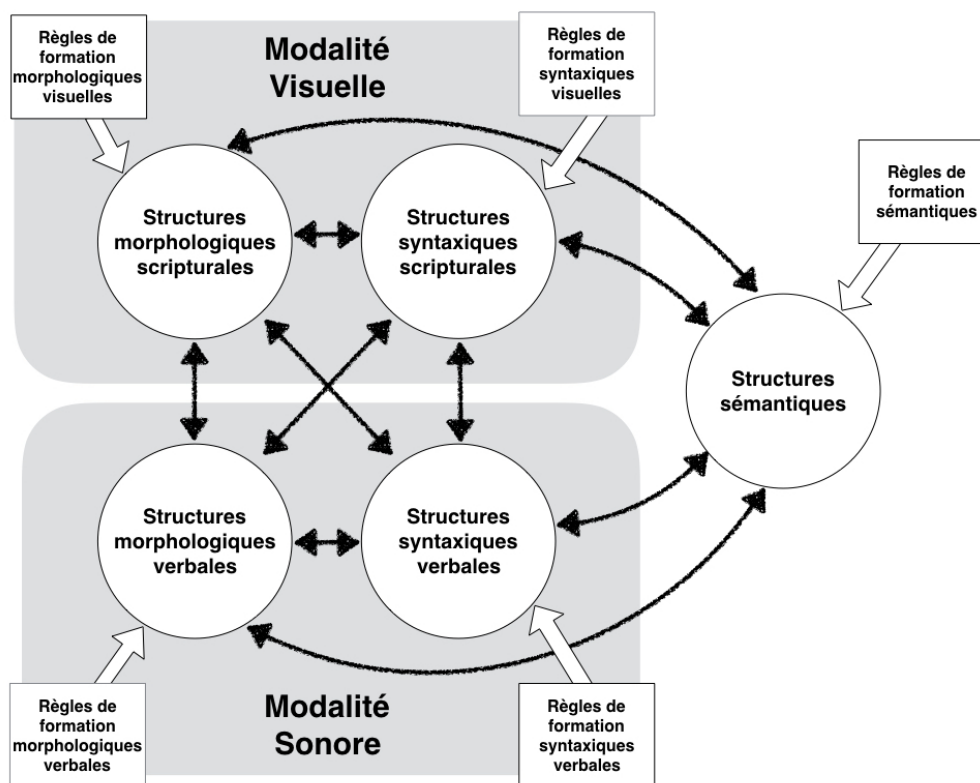 Règles de
formation
morphologiques
visuelles
Modalité
Visuelle
Règles de
formation
syntaxiques
visuelles
Règles de
formation
sémantiques
Structures
morphologiques
scripturales
Structures
syntaxiques
scripturales
Structures
sémantiques
Structures
morphologiques
verbales
Structures
syntaxiques
verbales
Règles de
formation
morphologiques
verbales
Modalité
Sonore
Règles de
formation
syntaxiques
verbales